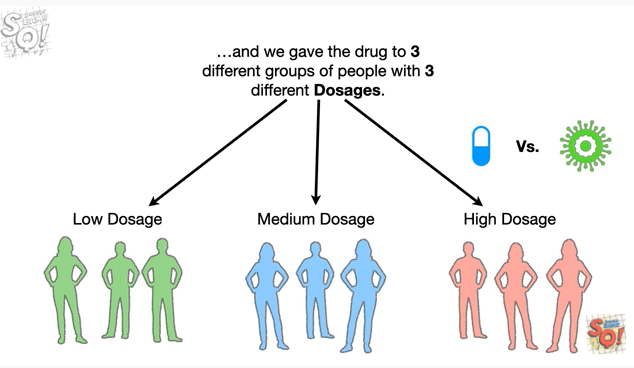 ...and we gave the drug to 3
different groups of people with 3
different Dosages.
Vs.
Low Dosage
Medium Dosage
High Dosage
SQ!